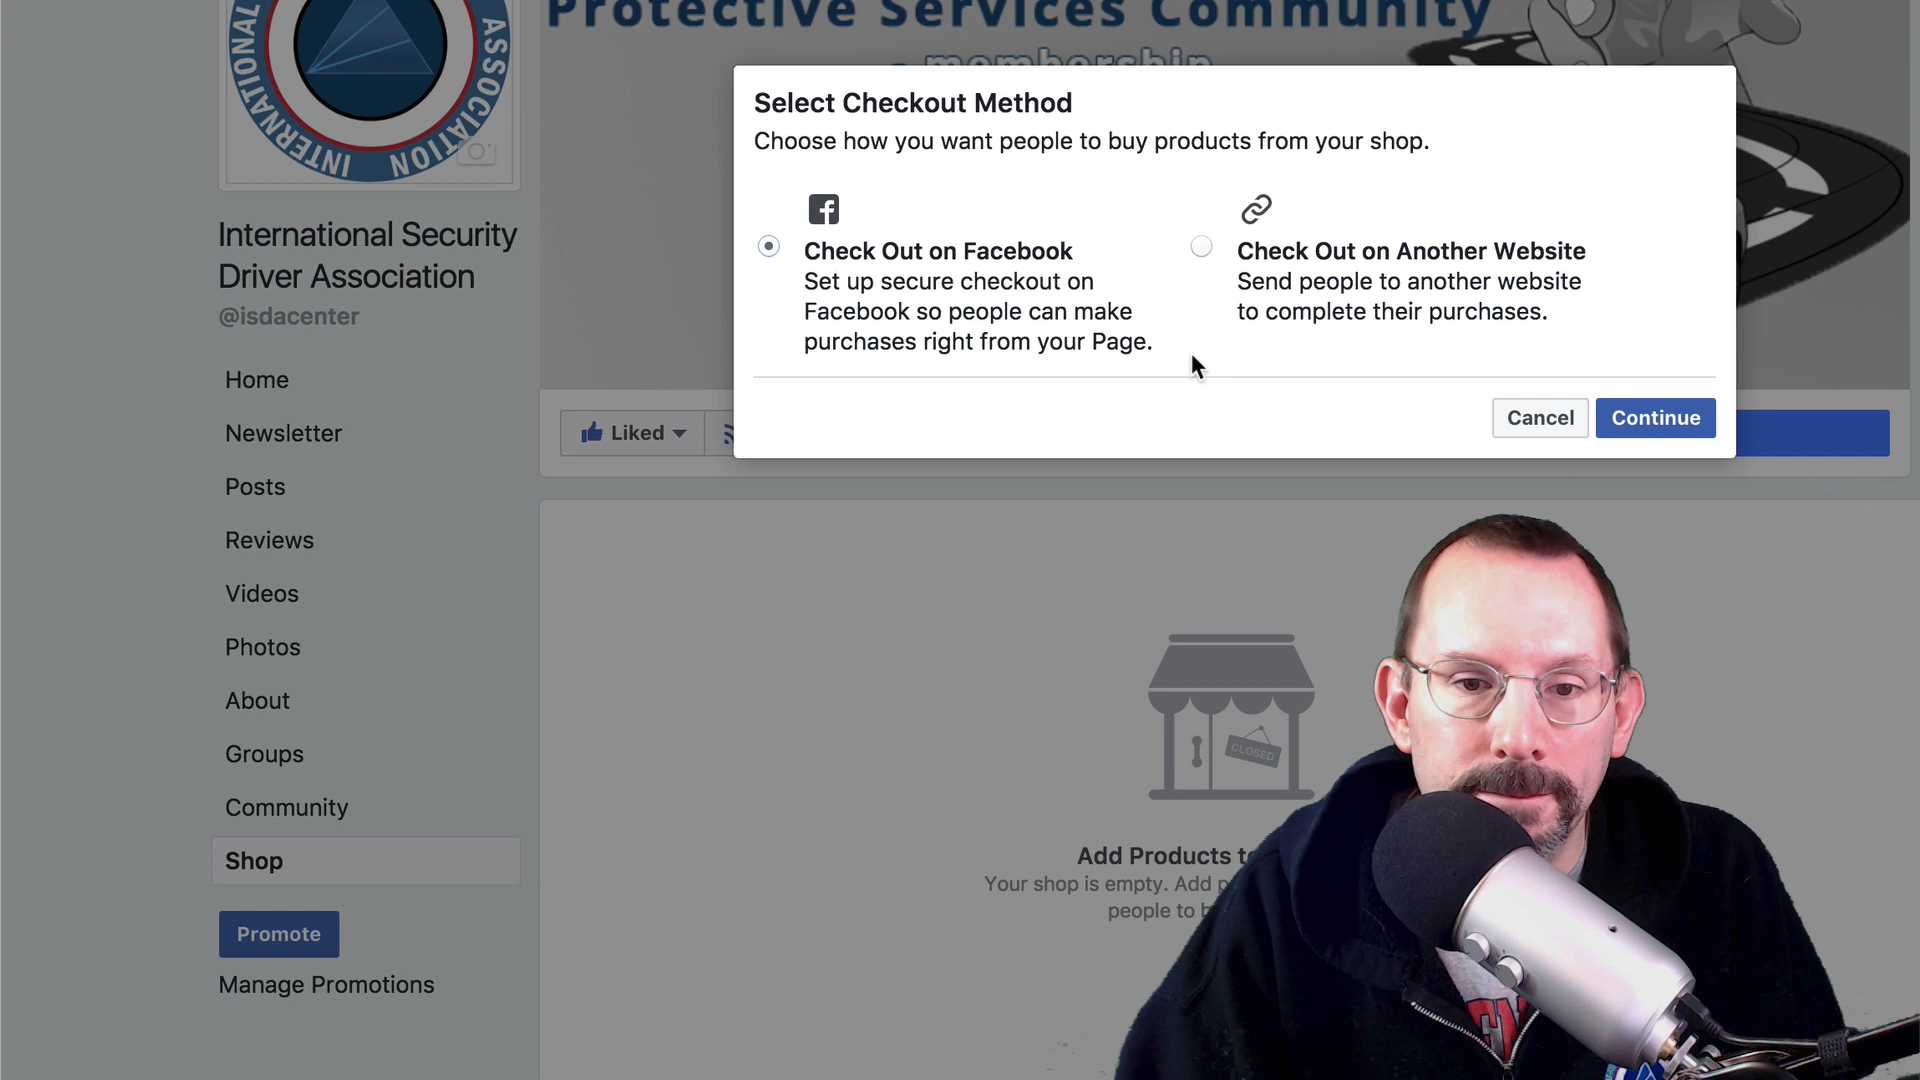 INTERNATIONAL
ASSOCIATION
Protective Services Community
membership
Select Checkout Method
Choose how you want people to buy products from your shop.
Check Out on Facebook
Set up secure checkout on
Facebook so people can make
purchases right from your Page.
Check Out on Another Website
Send people to another website
to complete their purchases.
Cancel
Continue
International Security
Driver Association
@isdacenter
Home
Newsletter
Posts
Reviews
Videos
Photos
About
Groups
Community
Shop
Promote
Manage Promotions
Liked
CLOSED
Add Products
Your shop is empty. Add
people to